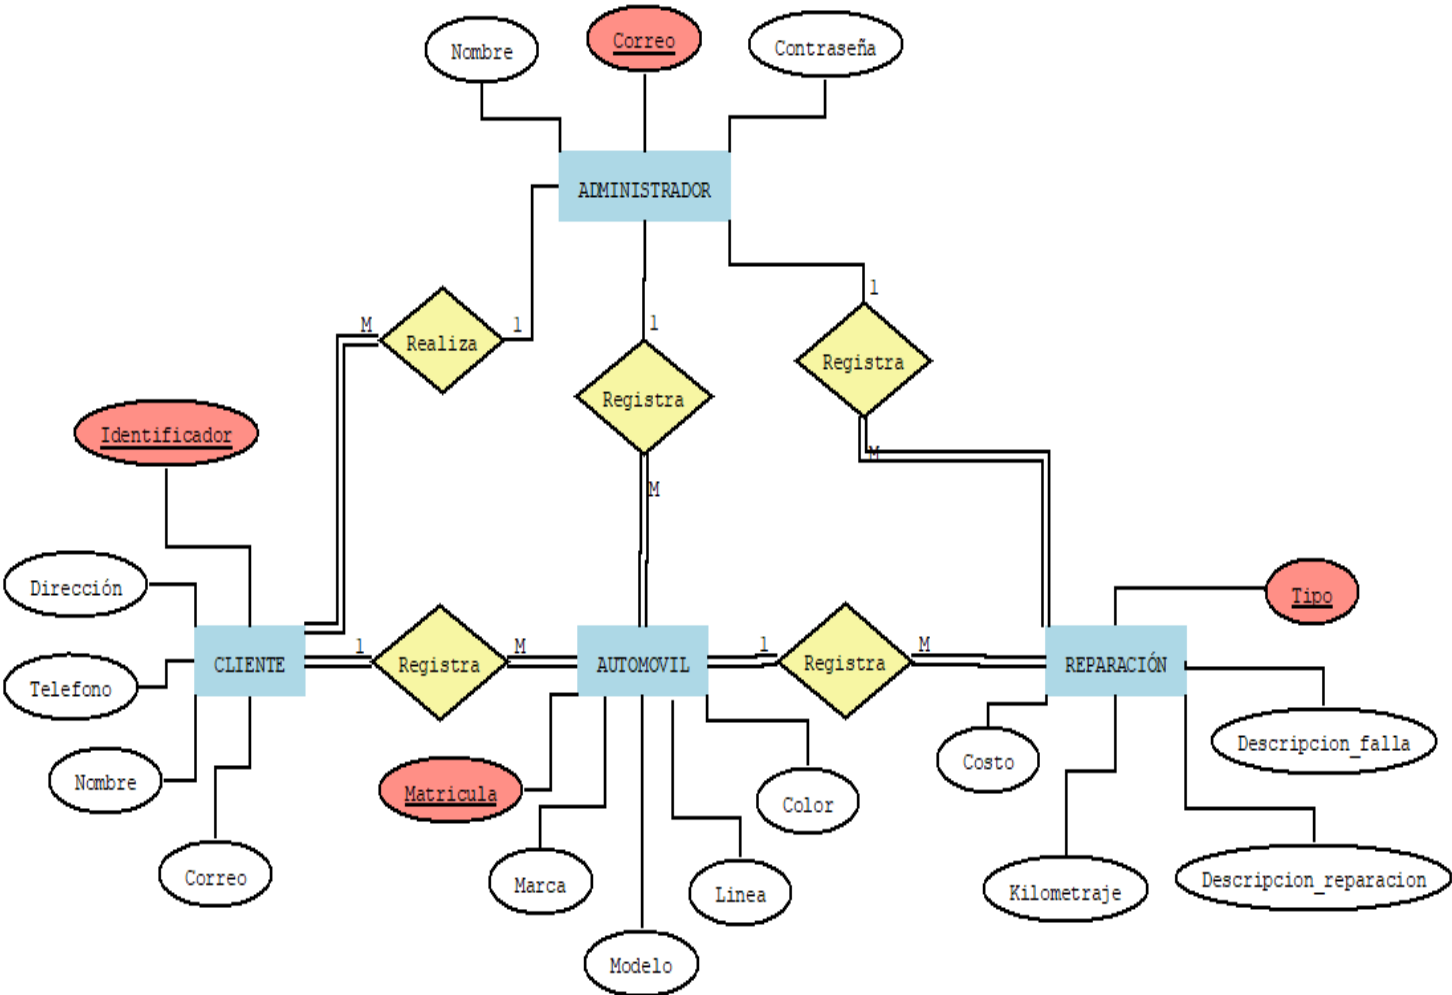 Nombre
Correo
Contraseña
ADMINISTRADOR
1
M
1
1
Realiza
Registra
Registra
Identificador
M
M
Dirección
Tipo
1
M
1
M
CLIENTE
Registra
AUTOMOVIL
Registra
REPARACIÓN
Telefono
Descripcion_falla
Costo
Nombre
Matricula
Color
Correo
Marca
Linea
Kilometraje
Descripcion_reparacion
Modelo